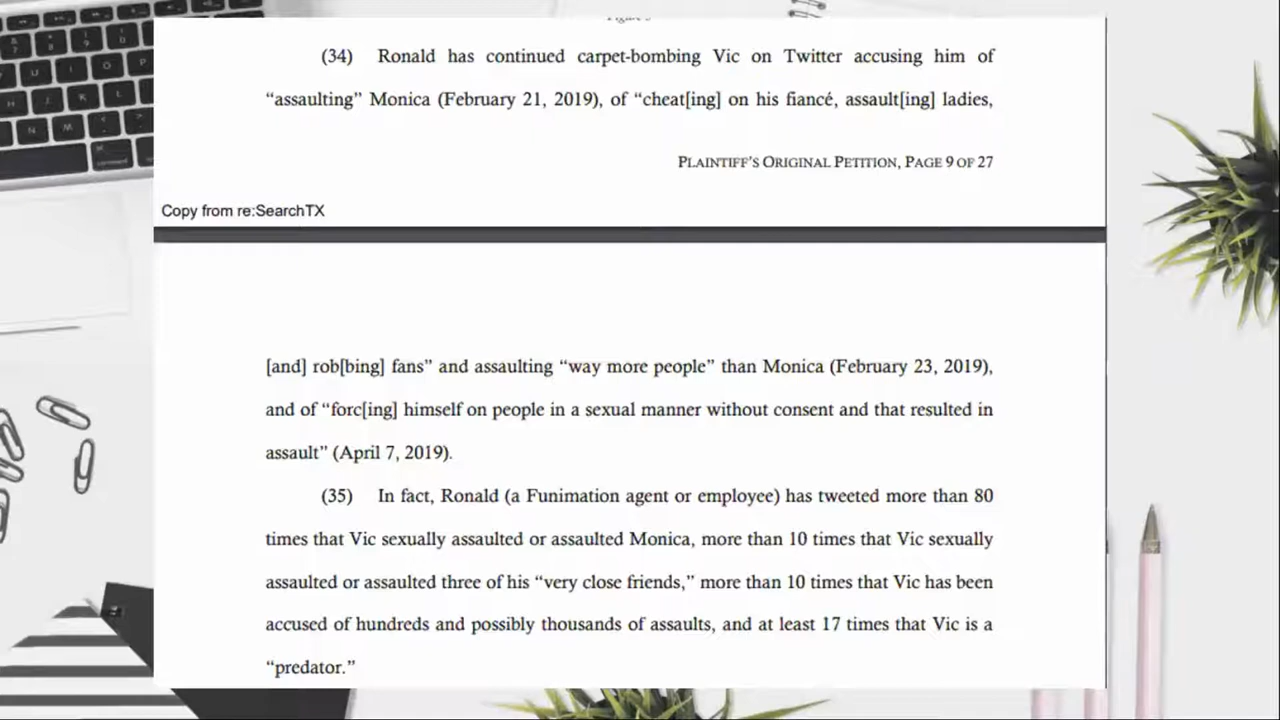 (34) Ronald has continued carpet-bombing Vic on Twitter accusing him of
“assaulting” Monica (February 21, 2019), of “cheat[ing] on his fiancé, assault[ing] ladies,
PLAINTIFF’S ORIGINAL PETITION, PAGE 9 OF 27
Copy from re:SearchTX
[and] rob[bing] fans” and assaulting “way more people” than Monica (February 23, 2019),
and of “forc[ing] himself on people in a sexual manner without consent and that resulted in
assault” (April 7, 2019).
(35) In fact, Ronald (a Funimation agent or employee) has tweeted more than 80
times that Vic sexually assaulted or assaulted Monica, more than 10 times that Vic sexually
assaulted or assaulted three of his “very close friends,” more than 10 times that Vic has been
accused of hundreds and possibly thousands of assaults, and at least 17 times that Vic is a
“predator.”